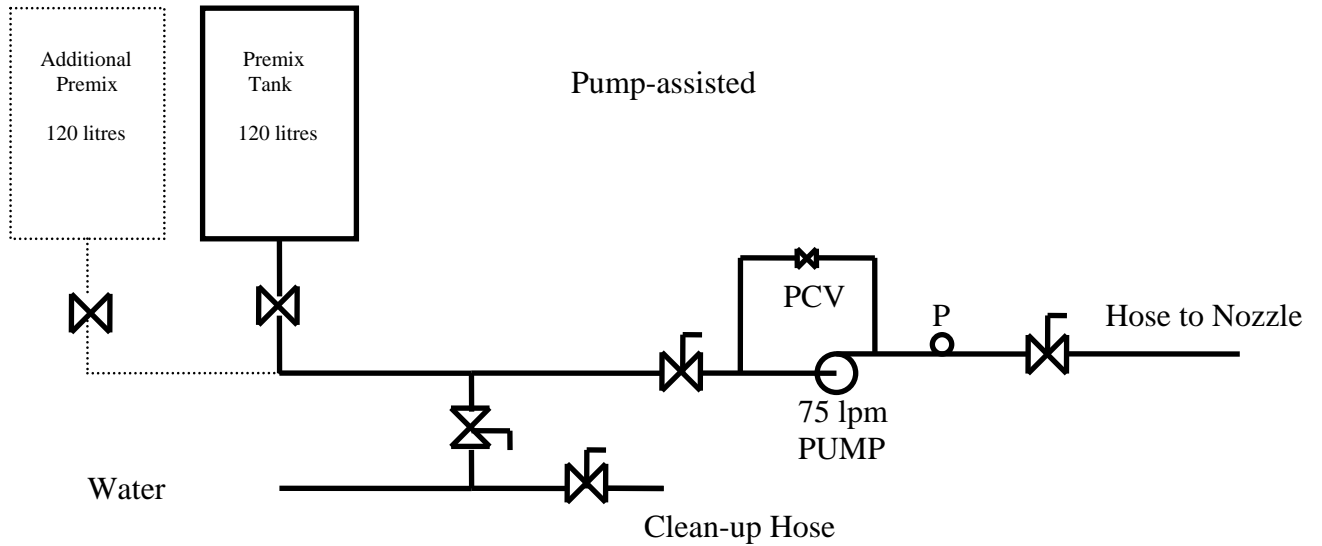 Additional
Premix
120 litres
Premix
Tank
120 litres
Pump-assisted
PCV
P
Hose to Nozzle
75 lpm
PUMP
Water
Clean-up Hose